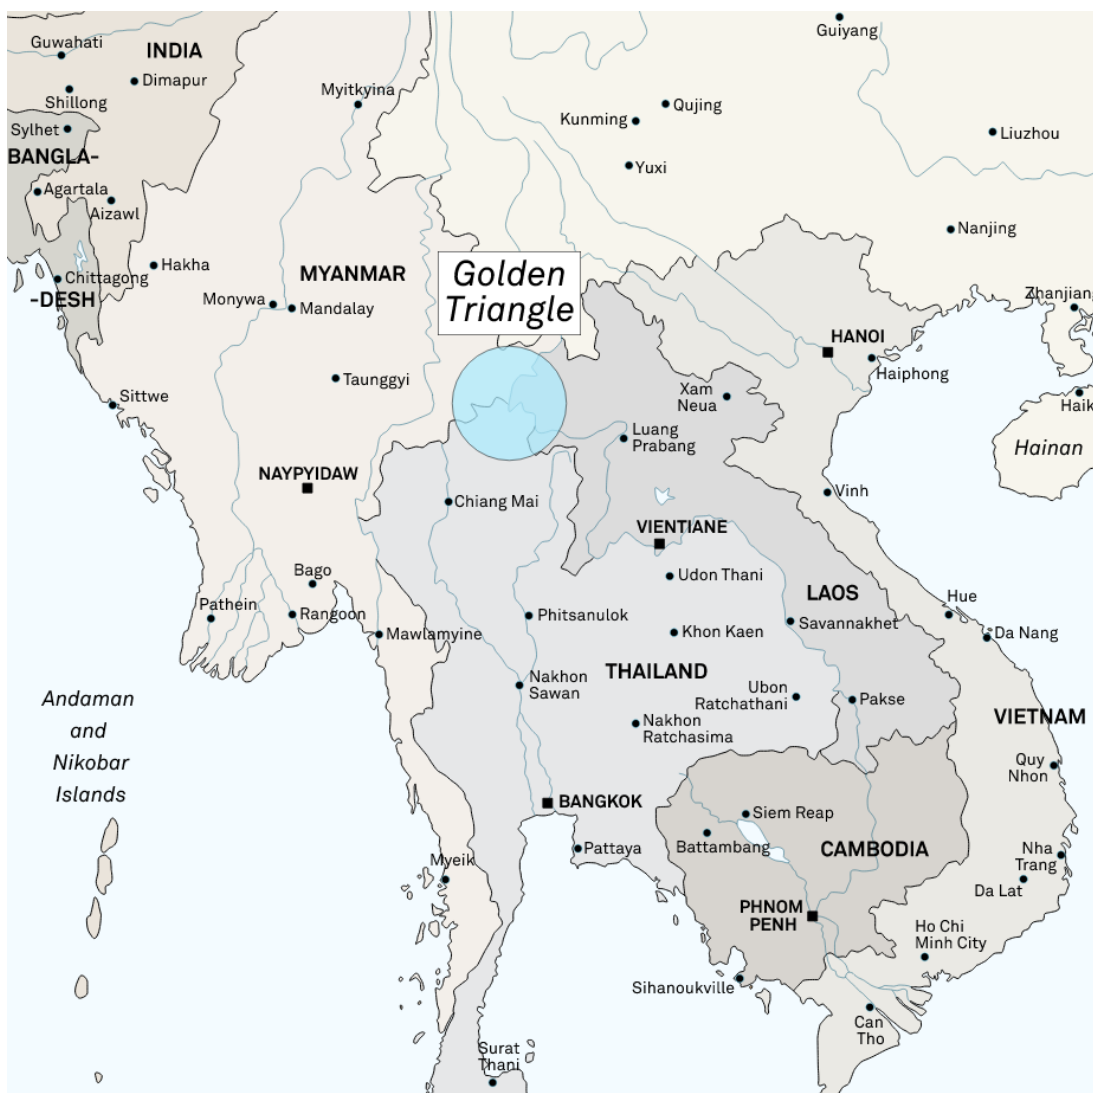 Guwahati
INDIA
Dimapur
Shillong
Sylhet
BANGLA-
Agartala
Aizawl
Chittagong
-DESH
Hakha
Myitkyina
MYANMAR
Monywa
Mandalay
Taunggyi
Sittwe
NAYPYIDAW
Bago
Pathein
Rangoon
Mawlamyine
Myeik
Andaman
and
Nikobar
Islands
Guiyang
Qujing
Kunming
Yuxi
Liuzhou
Nanjing
Zhanjiang
Golden
Triangle
HANOI
Haiphong
Haik
Hainan
Xam
Neua
Luang
Prabang
Chiang Mai
Vinh
VIENTIANE
Udon Thani
LAOS
Hue
Savannakhet
Da Nang
Phitsanulok
Khon Kaen
THAILAND
Nakhon
Sawan
Ubon
Ratchathani
Pakse
Nakhon
Ratchasima
VIETNAM
Quy
Nhon
BANGKOK
Siem Reap
Pattaya
Battambang
CAMBODIA
Nha
Trang
Da Lat
PHNOM
PENH
Ho Chi
Minh City
Sihanoukville
Can
Tho
Surat
Thani